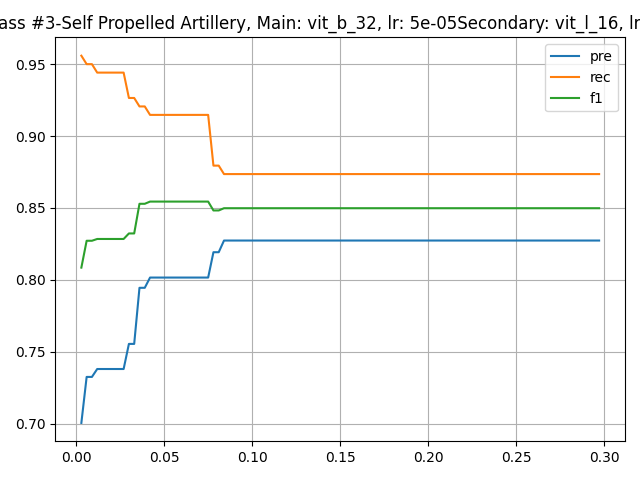 ass #3-Self Propelled Artillery, Main: vit_b_32, lr: 5e-05Secondary: vit_l_16, lr
0.95
0.90
0.85
0.80
0.75
0.70
pre
rec
f1
0.00 0.05 0.10 0.15 0.20 0.25 0.30